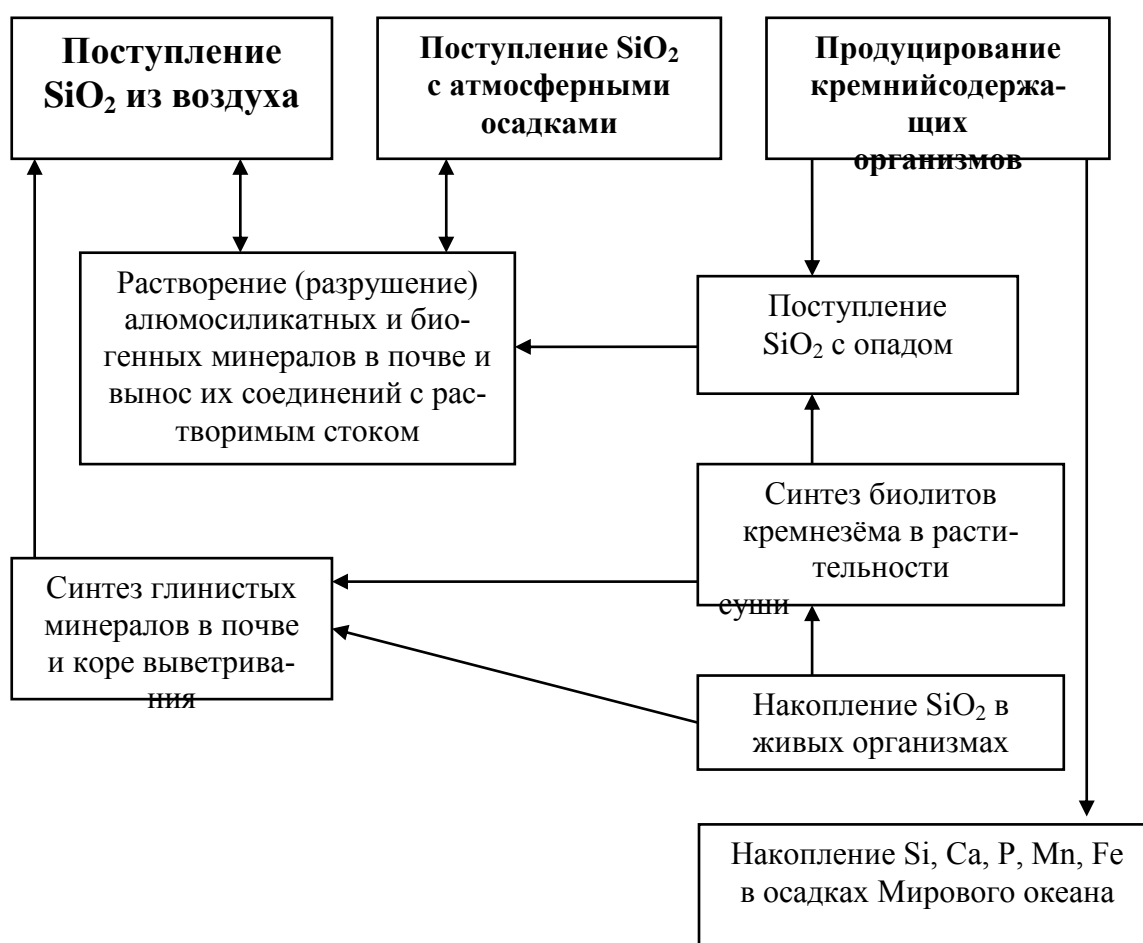 Поступление
SiO₂ из воздуха
Поступление SiO₂
с атмосферными
осадками
Продуцирование
кремнийсодержа-
щих
организмов
Растворение (разрушение)
алюмосиликатных и био-
генных минералов в почве и
вынос их соединений с рас-
творимым стоком
Поступление
SiO₂ с опадом
Синтез биолитов
кремнезёма в расти-
тельности
суши
Синтез глинистых
минералов в почве
и коре выветрива-
ния
Накопление SiO₂ в
живых организмах
Накопление Si, Ca, P, Mn, Fe
в осадках Мирового океана